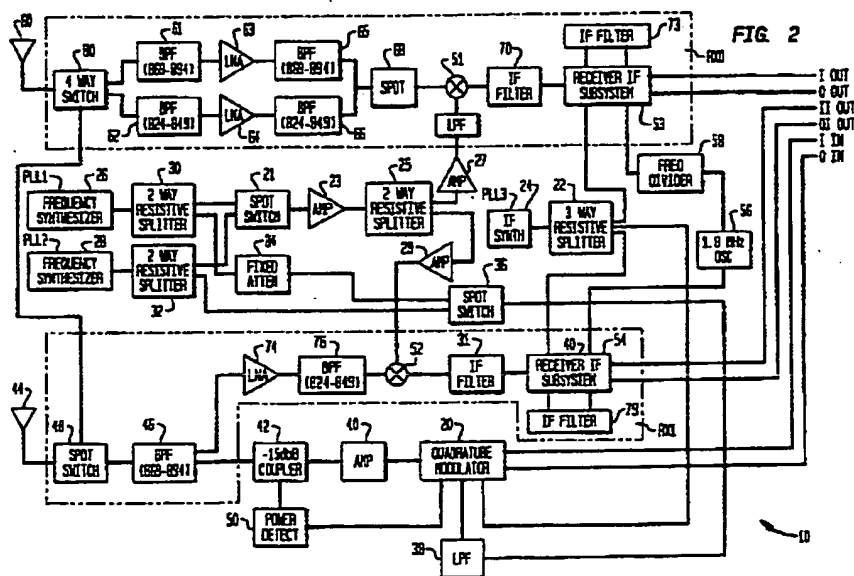 FIG. 2
68
60
4 WAY
SWITCH
61
BPF
(869-894)
63
LNA
65
BPF
(869-894)
62
BPF
(824-849)
64
LNA
66
BPF
(824-849)
69
SPDT
51
LPF
70
IF
FILTER
73
IF FILTER
RECEIVER IF
SUBSYSTEM
53
RX0
I OUT
Q OUT
II OUT
QI OUT
I IN
Q IN
PLL1
26
FREQUENCY
SYNTHESIZER
30
2 WAY
RESISTIVE
SPLITTER
21
SPDT
SWITCH
23
AMP
25
2 WAY
RESISTIVE
SPLITTER
27
AMP
PLL3
24
IF
SYNTH
22
3 WAY
RESISTIVE
SPLITTER
58
FREQ
DIVIDER
56
OSC
PLL2
28
FREQUENCY
SYNTHESIZER
32
2 WAY
RESISTIVE
SPLITTER
34
FIXED
ATTEN
29
AMP
36
SPDT
SWITCH
44
48
SPDT
SWITCH
46
BPF
(869-894)
74
LNA
76
BPF
(824-849)
52
31
IF
FILTER
40
54
RECEIVER IF
SUBSYSTEM
IF FILTER
79
RX1
42
-15dB
COUPLER
40
AMP
20
QUADRATURE
MODULATOR
50
POWER
DETECT
38
LPF
10